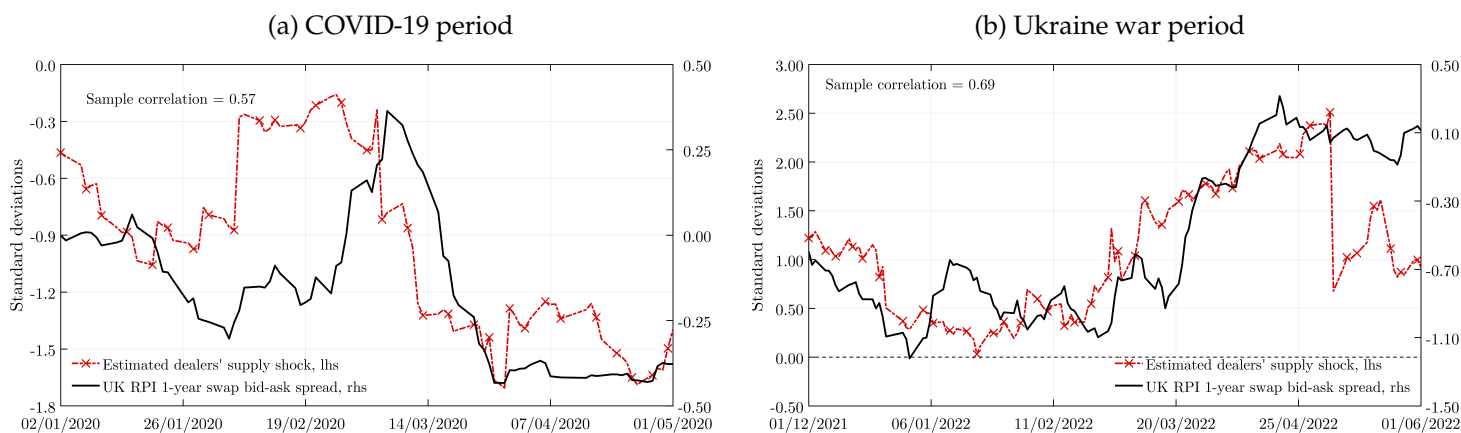 (a) COVID-19 period
Sample correlation = 0.57
Standard deviations
0.0
-0.3
-0.6
-0.9
-1.2
-1.5
-1.8
0.50
0.25
0.00
-0.25
-0.50
Estimated dealers' supply shock, lhs
UK RPI 1-year swap bid-ask spread, rhs
02/01/2020 26/01/2020 19/02/2020 14/03/2020 07/04/2020 01/05/2020
(b) Ukraine war period
Sample correlation = 0.69
Standard deviations
3.00
2.50
2.00
1.50
1.00
0.50
0.00
-0.50
0.50
0.10
-0.30
-0.70
-1.10
-1.50
Estimated dealers' supply shock, lhs
UK RPI 1-year swap bid-ask spread, rhs
01/12/2021 06/01/2022 11/02/2022 20/03/2022 25/04/2022 01/06/2022